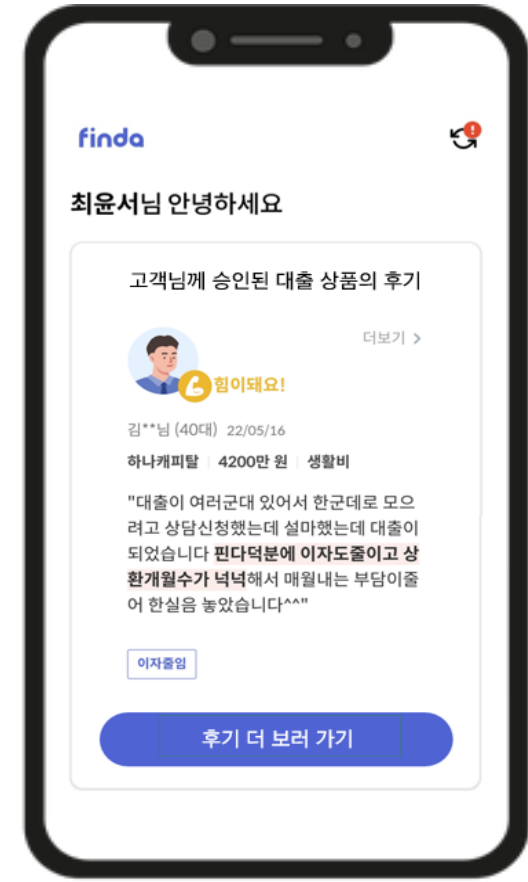 finda
최윤서님 안녕하세요
고객님께 승인된 대출 상품의 후기
더보기 >
힘이돼요!
김**님 (40대) 22/05/16
하나캐피탈 | 4200만 원 | 생활비
"대출이 여러군대 있어서 한군데로 모으
려고 상담신청했는데 설마했는데 대출이
되었습니다 핀다덕분에 이자도줄이고 상
환개월수가 넉넉해서 매월내는 부담이줄
어 한실음 놓았습니다^^"
이자줄임
후기 더 보러 가기